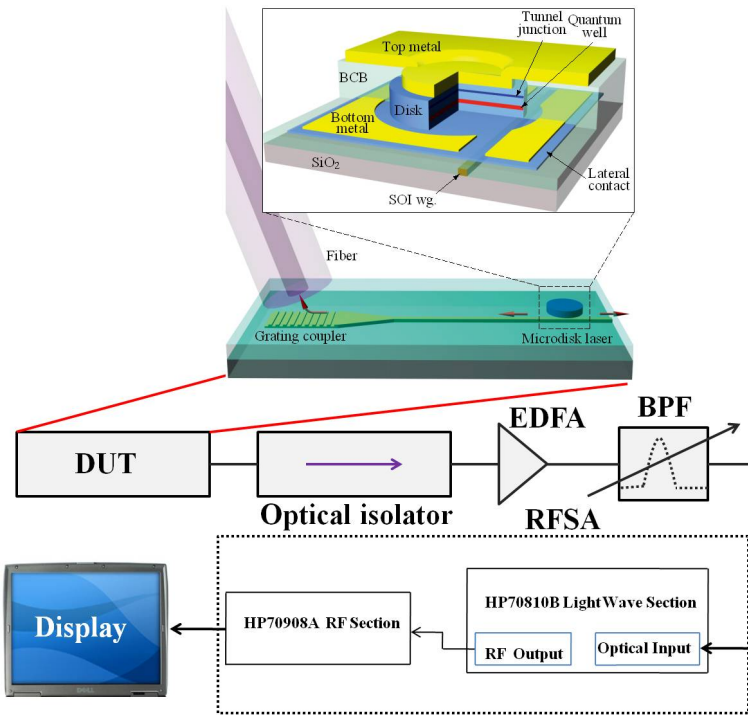 Tunnel
junction
Quantum
well
Top metal
BCB
Disk
Bottom
metal
SiO2
Lateral
contact
SOI wg.
Fiber
Grating coupler
Microdisk laser
EDFA
BPF
DUT
Optical isolator
RFSA
HP70810B LightWave Section
HP70908A RF Section
Display
RF Output
Optical Input
DELL